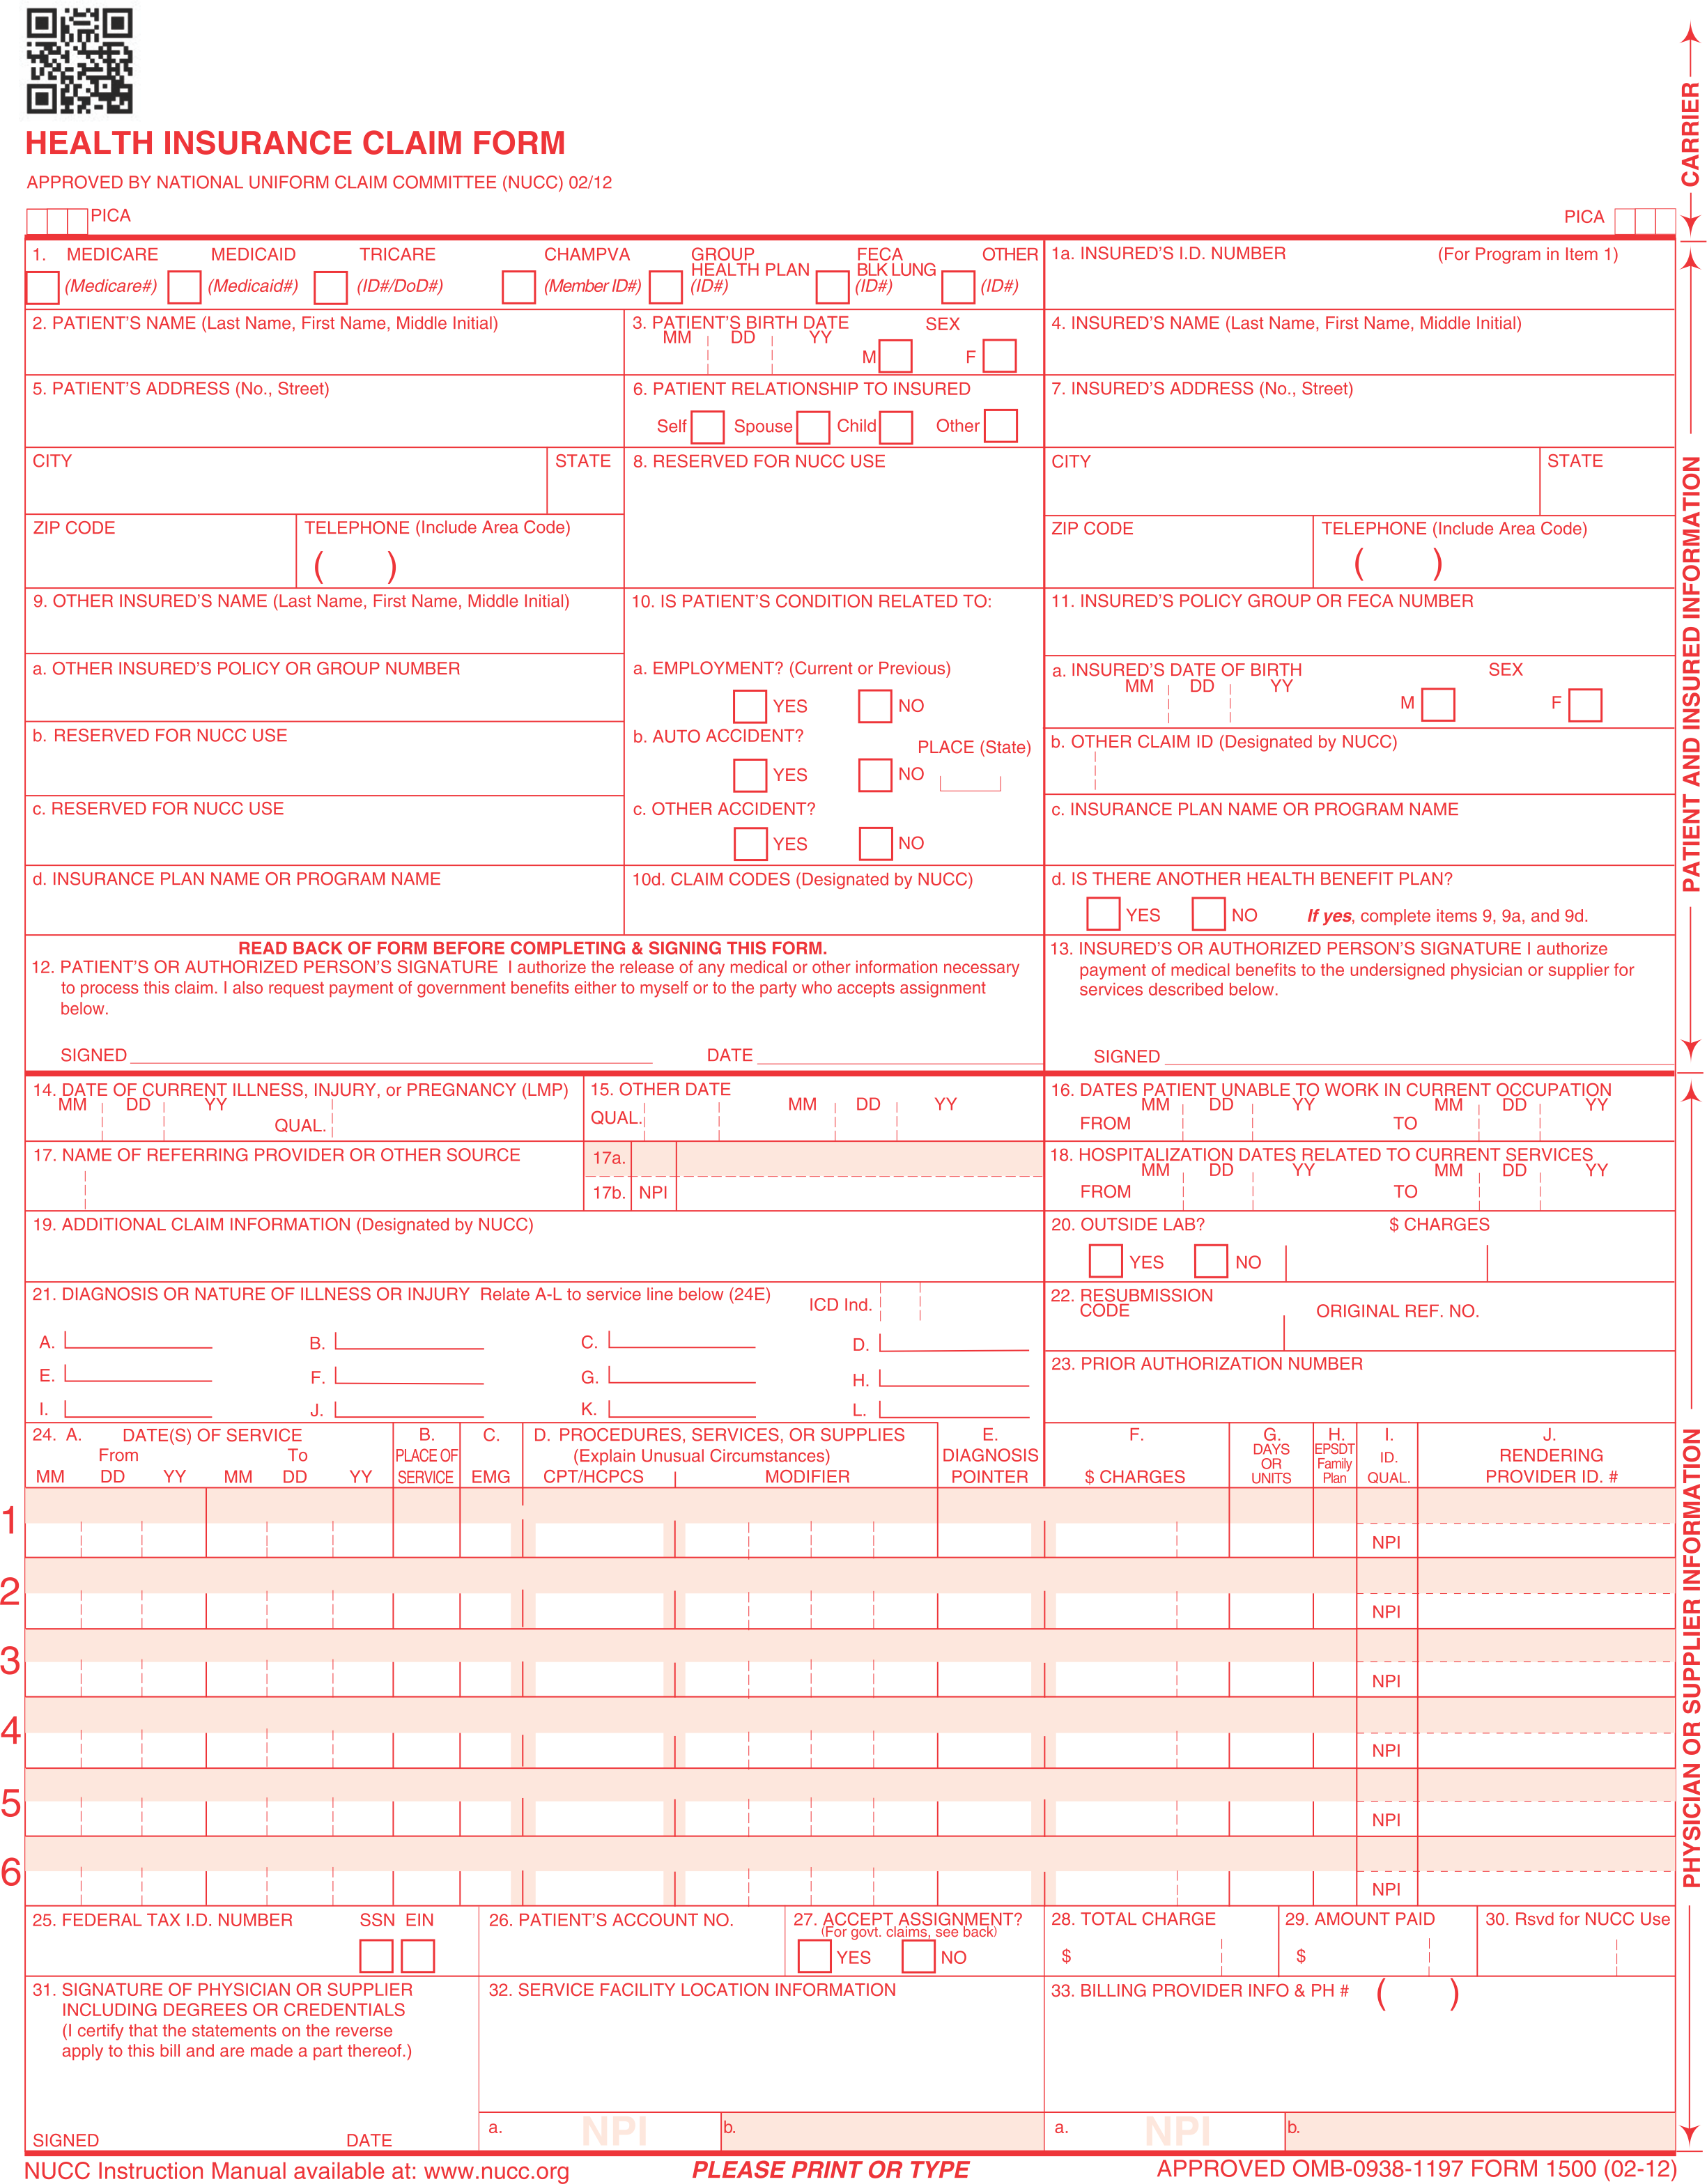 HEALTH INSURANCE CLAIM FORM
APPROVED BY NATIONAL UNIFORM CLAIM COMMITTEE (NUCC) 02/12
PICA PICA
CARRIER
1. MEDICARE MEDICAID TRICARE CHAMPVA GROUP HEALTH PLAN FECA BLK LUNG OTHER
(Medicare#) (Medicaid#) (ID#/DoD#) (Member ID#) (ID#) (ID#) (ID#)
1a. INSURED'S I.D. NUMBER (For Program in Item 1)
2. PATIENT'S NAME (Last Name, First Name, Middle Initial)
3. PATIENT'S BIRTH DATE SEX
MM DD YY M F
4. INSURED'S NAME (Last Name, First Name, Middle Initial)
5. PATIENT'S ADDRESS (No., Street)
6. PATIENT RELATIONSHIP TO INSURED
Self Spouse Child Other
7. INSURED'S ADDRESS (No., Street)
CITY STATE
8. RESERVED FOR NUCC USE
CITY STATE
ZIP CODE TELEPHONE (Include Area Code)
( )
ZIP CODE TELEPHONE (Include Area Code)
( )
9. OTHER INSURED'S NAME (Last Name, First Name, Middle Initial)
10. IS PATIENT'S CONDITION RELATED TO:
11. INSURED'S POLICY GROUP OR FECA NUMBER
a. OTHER INSURED'S POLICY OR GROUP NUMBER
a. EMPLOYMENT? (Current or Previous)
YES NO
a. INSURED'S DATE OF BIRTH SEX
MM DD YY M F
b. RESERVED FOR NUCC USE
b. AUTO ACCIDENT? PLACE (State)
YES NO
b. OTHER CLAIM ID (Designated by NUCC)
c. RESERVED FOR NUCC USE
c. OTHER ACCIDENT?
YES NO
c. INSURANCE PLAN NAME OR PROGRAM NAME
d. INSURANCE PLAN NAME OR PROGRAM NAME
10d. CLAIM CODES (Designated by NUCC)
d. IS THERE ANOTHER HEALTH BENEFIT PLAN?
YES NO If yes, complete items 9, 9a, and 9d.
READ BACK OF FORM BEFORE COMPLETING & SIGNING THIS FORM.
12. PATIENT'S OR AUTHORIZED PERSON'S SIGNATURE I authorize the release of any medical or other information necessary
to process this claim. I also request payment of government benefits either to myself or to the party who accepts assignment
below.
SIGNED DATE
13. INSURED'S OR AUTHORIZED PERSON'S SIGNATURE I authorize
payment of medical benefits to the undersigned physician or supplier for
services described below.
SIGNED
PATIENT AND INSURED INFORMATION
14. DATE OF CURRENT ILLNESS, INJURY, or PREGNANCY (LMP)
MM DD YY QUAL.
15. OTHER DATE
QUAL. MM DD YY
16. DATES PATIENT UNABLE TO WORK IN CURRENT OCCUPATION
MM DD YY MM DD YY
FROM TO
17. NAME OF REFERRING PROVIDER OR OTHER SOURCE
17a.
17b. NPI
18. HOSPITALIZATION DATES RELATED TO CURRENT SERVICES
MM DD YY MM DD YY
FROM TO
19. ADDITIONAL CLAIM INFORMATION (Designated by NUCC)
20. OUTSIDE LAB? $ CHARGES
YES NO
21. DIAGNOSIS OR NATURE OF ILLNESS OR INJURY Relate A-L to service line below (24E) ICD Ind.
A. B. C. D.
E. F. G. H.
I. J. K. L.
22. RESUBMISSION
CODE ORIGINAL REF. NO.
23. PRIOR AUTHORIZATION NUMBER
24. A. DATE(S) OF SERVICE
From To
MM DD YY MM DD YY
B.
PLACE OF
SERVICE
C.
EMG
D. PROCEDURES, SERVICES, OR SUPPLIES
(Explain Unusual Circumstances)
CPT/HCPCS MODIFIER
E.
DIAGNOSIS
POINTER
F.
$ CHARGES
G.
DAYS
OR
UNITS
H.
EPSDT
Family
Plan
I.
ID.
QUAL.
J.
RENDERING
PROVIDER ID. #
1 NPI
2 NPI
3 NPI
4 NPI
5 NPI
6 NPI
25. FEDERAL TAX I.D. NUMBER SSN EIN
26. PATIENT'S ACCOUNT NO.
27. ACCEPT ASSIGNMENT?
(For govt. claims, see back)
YES NO
28. TOTAL CHARGE
$
29. AMOUNT PAID
$
30. Rsvd for NUCC Use
31. SIGNATURE OF PHYSICIAN OR SUPPLIER
INCLUDING DEGREES OR CREDENTIALS
(I certify that the statements on the reverse
apply to this bill and are made a part thereof.)
SIGNED DATE
32. SERVICE FACILITY LOCATION INFORMATION
a. NPI b.
33. BILLING PROVIDER INFO & PH # ( )
a. NPI b.
PHYSICIAN OR SUPPLIER INFORMATION
NUCC Instruction Manual available at: www.nucc.org
PLEASE PRINT OR TYPE
APPROVED OMB-0938-1197 FORM 1500 (02-12)